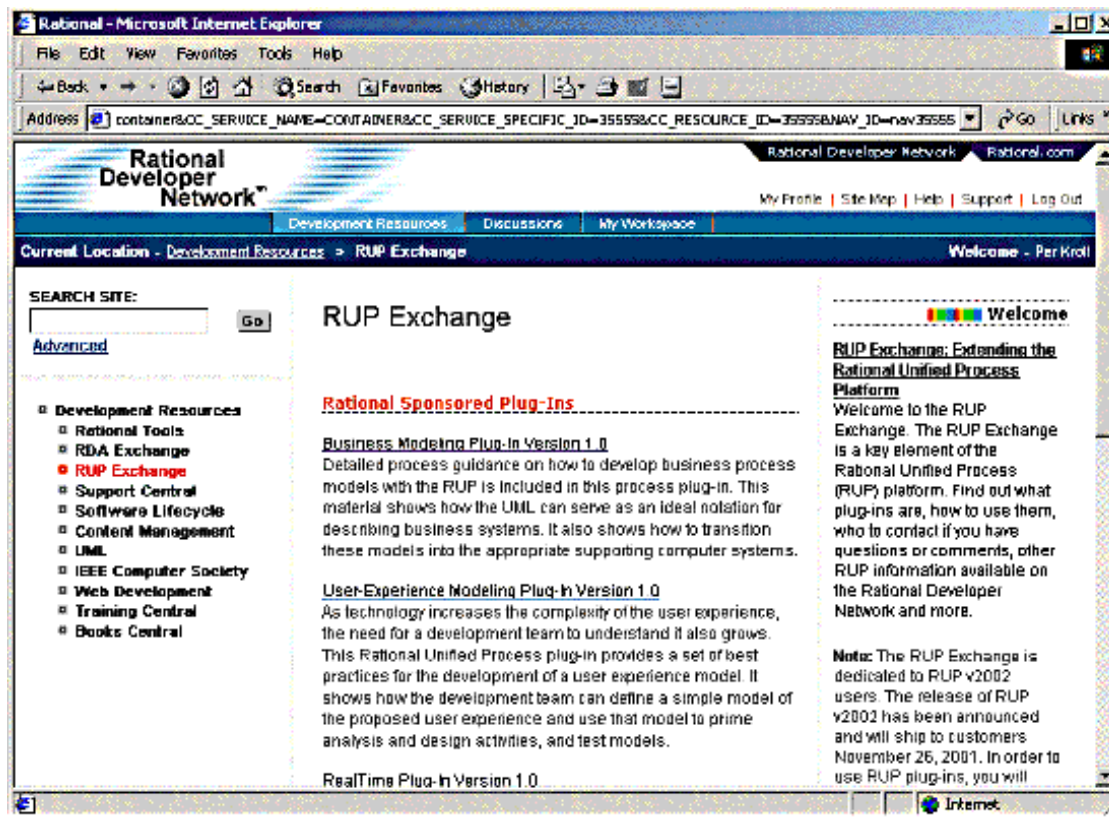 Rational - Microsoft Internet Explorer
File Edit View Favorites Tools Help
Back Search Favorites History
Address container&CC_SERVICE_NAME=CONTAINER&CC_SERVICE_SPECIFIC_ID=35555&CC_RESOURCE_ID=35555&NAV_ID=nav35555 Go Links
Rational Developer Network Rational.com
Rational
Developer
Network™
My Profile | Site Map | Help | Support | Log Out
Development Resources Discussions My Workspace
Current Location - Development Resources > RUP Exchange Welcome - Per Kroll
SEARCH SITE:
Go
Advanced
Development Resources
Rational Tools
RDA Exchange
RUP Exchange
Support Central
Software Lifecycle
Content Management
UML
IEEE Computer Society
Web Development
Training Central
Books Central
RUP Exchange
Rational Sponsored Plug-Ins
Business Modeling Plug-In Version 1.0
Detailed process guidance on how to develop business process
models with the RUP is included in this process plug-in. This
material shows how the UML can serve as an ideal notation for
describing business systems. It also shows how to transition
these models into the appropriate supporting computer systems.
User-Experience Modeling Plug-In Version 1.0
As technology increases the complexity of the user experience,
the need for a development team to understand it also grows.
This Rational Unified Process plug-in provides a set of best
practices for the development of a user experience model. It
shows how the development team can define a simple model of
the proposed user experience and use that model to prime
analysis and design activities, and test models.
RealTime Plug-In Version 1.0
Welcome
RUP Exchange: Extending the
Rational Unified Process
Platform
Welcome to the RUP
Exchange. The RUP Exchange
is a key element of the
Rational Unified Process
(RUP) platform. Find out what
plug-ins are, how to use them,
who to contact if you have
questions or comments, other
RUP information available on
the Rational Developer
Network and more.
Note: The RUP Exchange is
dedicated to RUP v2002
users. The release of RUP
v2002 has been announced
and will ship to customers
November 26, 2001. In order to
use RUP plug-ins, you will
Internet